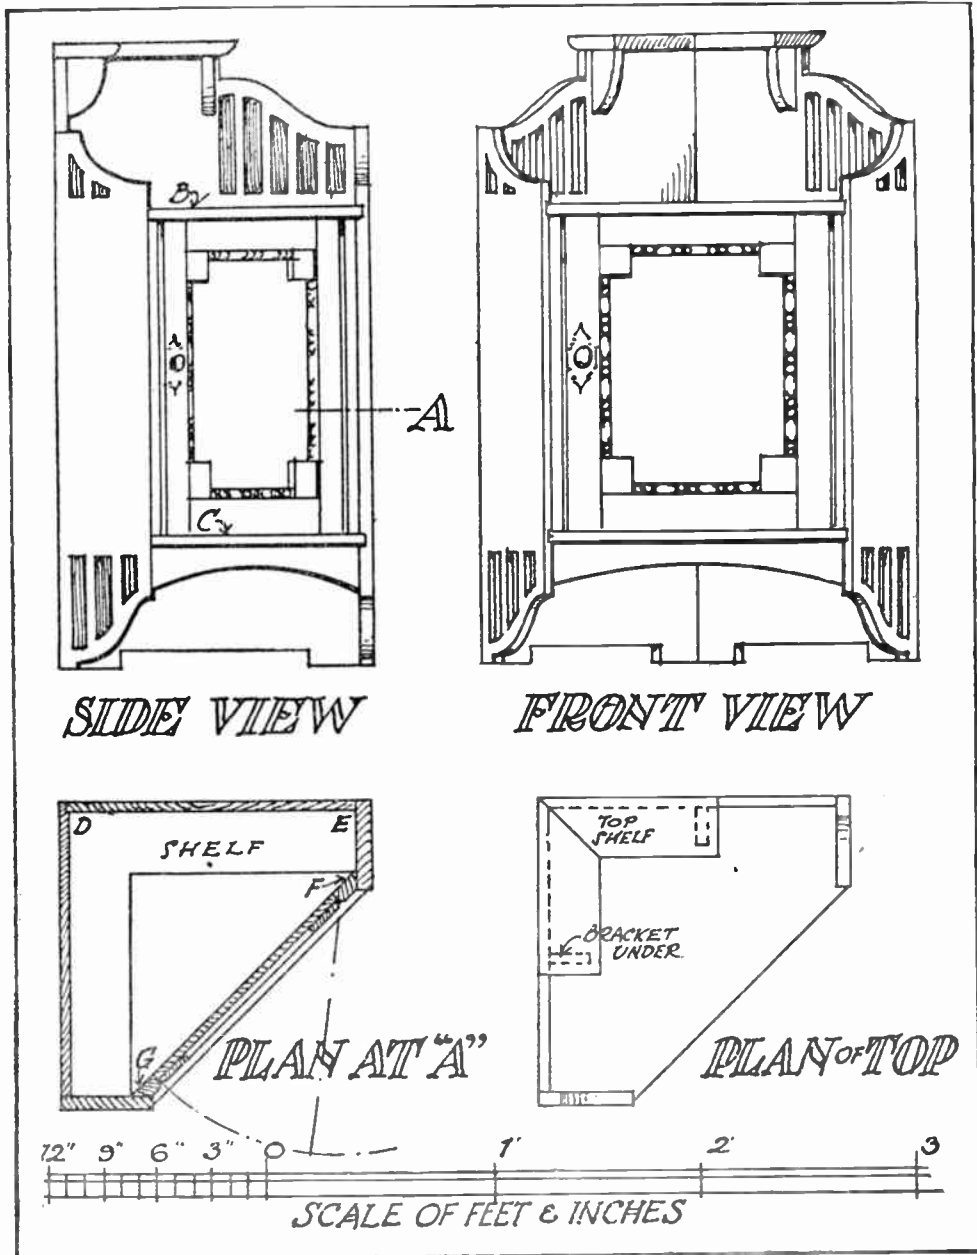 B
A
C
SIDE VIEW
FRONT VIEW
D
E
SHELF
F
G
PLAN AT "A"
TOP
SHELF
BRACKET
UNDER.
PLAN OF TOP
12" 9" 6" 3" 0 1' 2' 3
SCALE OF FEET & INCHES